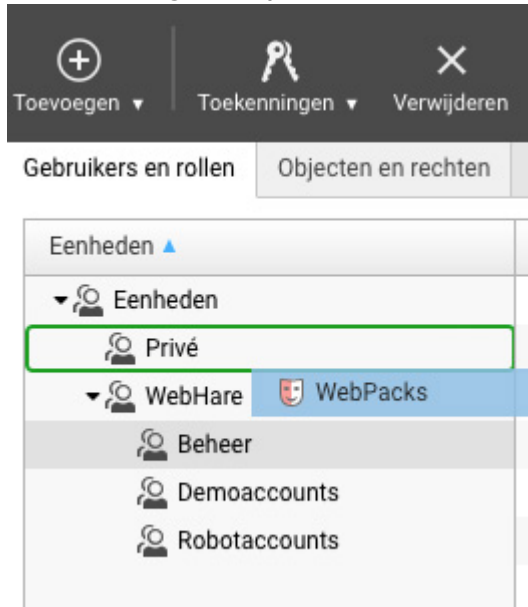 Toevoegen ▼ Toekenningen ▼ Verwijderen
Gebruikers en rollen Objecten en rechten
Eenheden ▲
Eenheden
Privé
WebHare WebPacks
Beheer
Demoaccounts
Robotaccounts